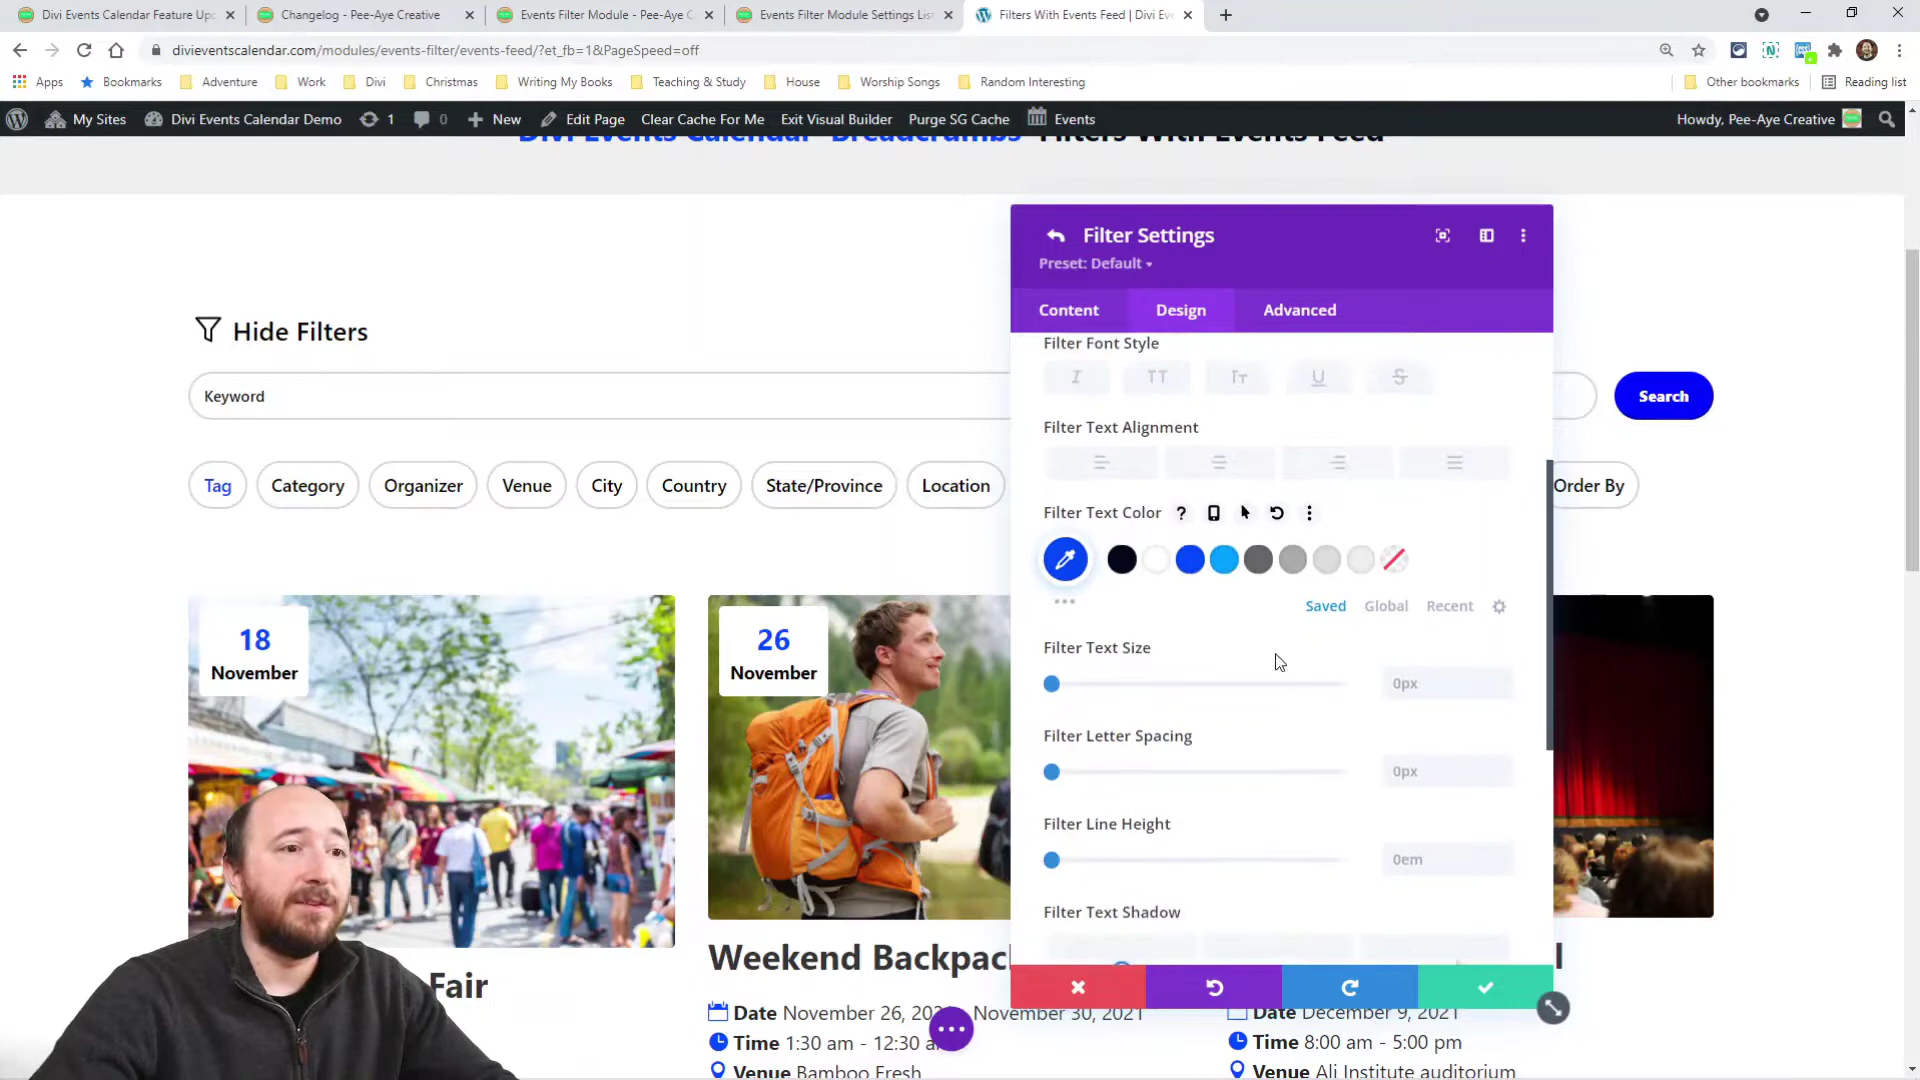 Divi Events Calendar Feature Up
Changelog - Pee-Aye Creative
Events Filter Module - Pee-Aye C
Events Filter Module Settings Lis
Filters With Events Feed | Divi Eve
divieventscalendar.com/modules/events-filter/events-feed/?et_fb=1&PageSpeed=off
Apps Bookmarks Adventure Work Divi Christmas Writing My Books Teaching & Study House Worship Songs Random Interesting Other bookmarks Reading list
My Sites Divi Events Calendar Demo 1 0 New Edit Page Clear Cache For Me Exit Visual Builder Purge SG Cache Events Howdy, Pee-Aye Creative
Divi Events Calendar Breadcrumbs Filters With Events Feed
Filter Settings
Preset: Default
Content Design Advanced
Hide Filters
Keyword
Search
Tag Category Organizer Venue City Country State/Province Location Order By
Filter Font Style
I TT Tt U S
Filter Text Alignment
Filter Text Color ?
Saved Global Recent
Filter Text Size
0px
Filter Letter Spacing
0px
Filter Line Height
0em
Filter Text Shadow
18
November
26
November
Fair
Weekend Backpac
l
Date November 26, 202 November 30, 2021
Time 1:30 am - 12:30 a
Venue Bamboo Fresh
Date December 9, 2021
Time 8:00 am - 5:00 pm
Venue Ali Institute auditorium